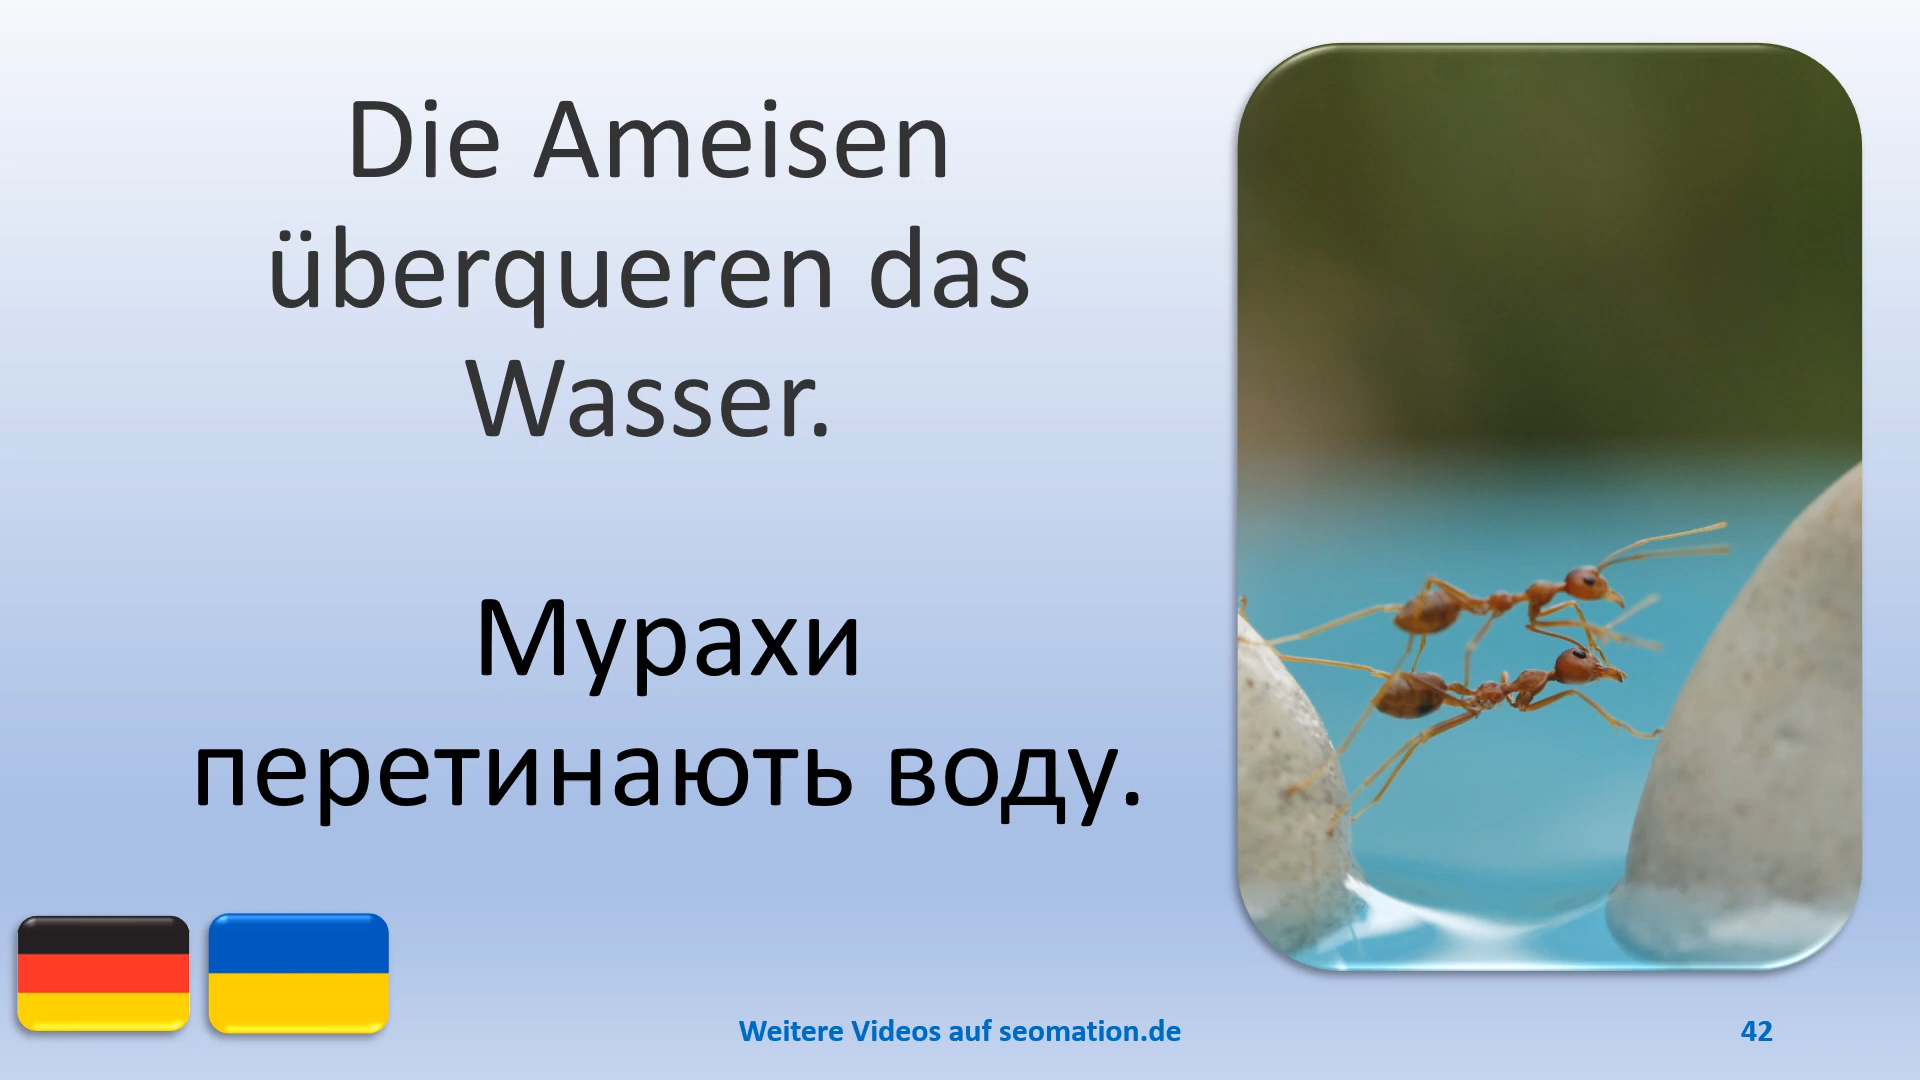 Die Ameisen
überqueren das
Wasser.
Мурахи
перетинають воду.
Weitere Videos auf seomation.de
42